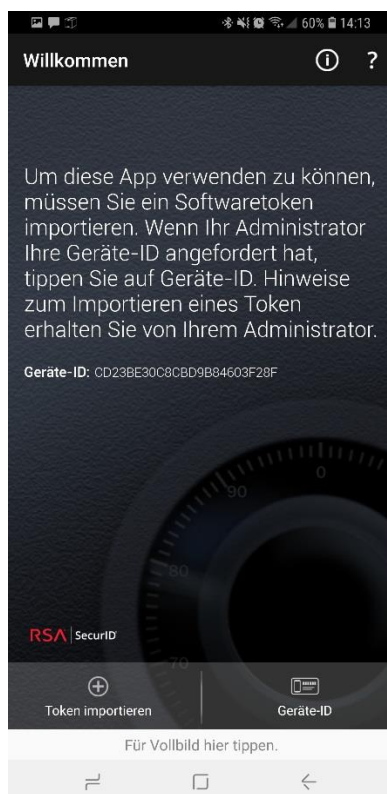 60% 14:13
Willkommen
i ?
Um diese App verwenden zu können,
müssen Sie ein Softwaretoken
importieren. Wenn Ihr Administrator
Ihre Geräte-ID angefordert hat,
tippen Sie auf Geräte-ID. Hinweise
zum Importieren eines Token
erhalten Sie von Ihrem Administrator.
Geräte-ID: CD23BE30C8CBD9B84603F28F
0
90
80
RSA SecurID
70
Token importieren Geräte-ID
Für Vollbild hier tippen.